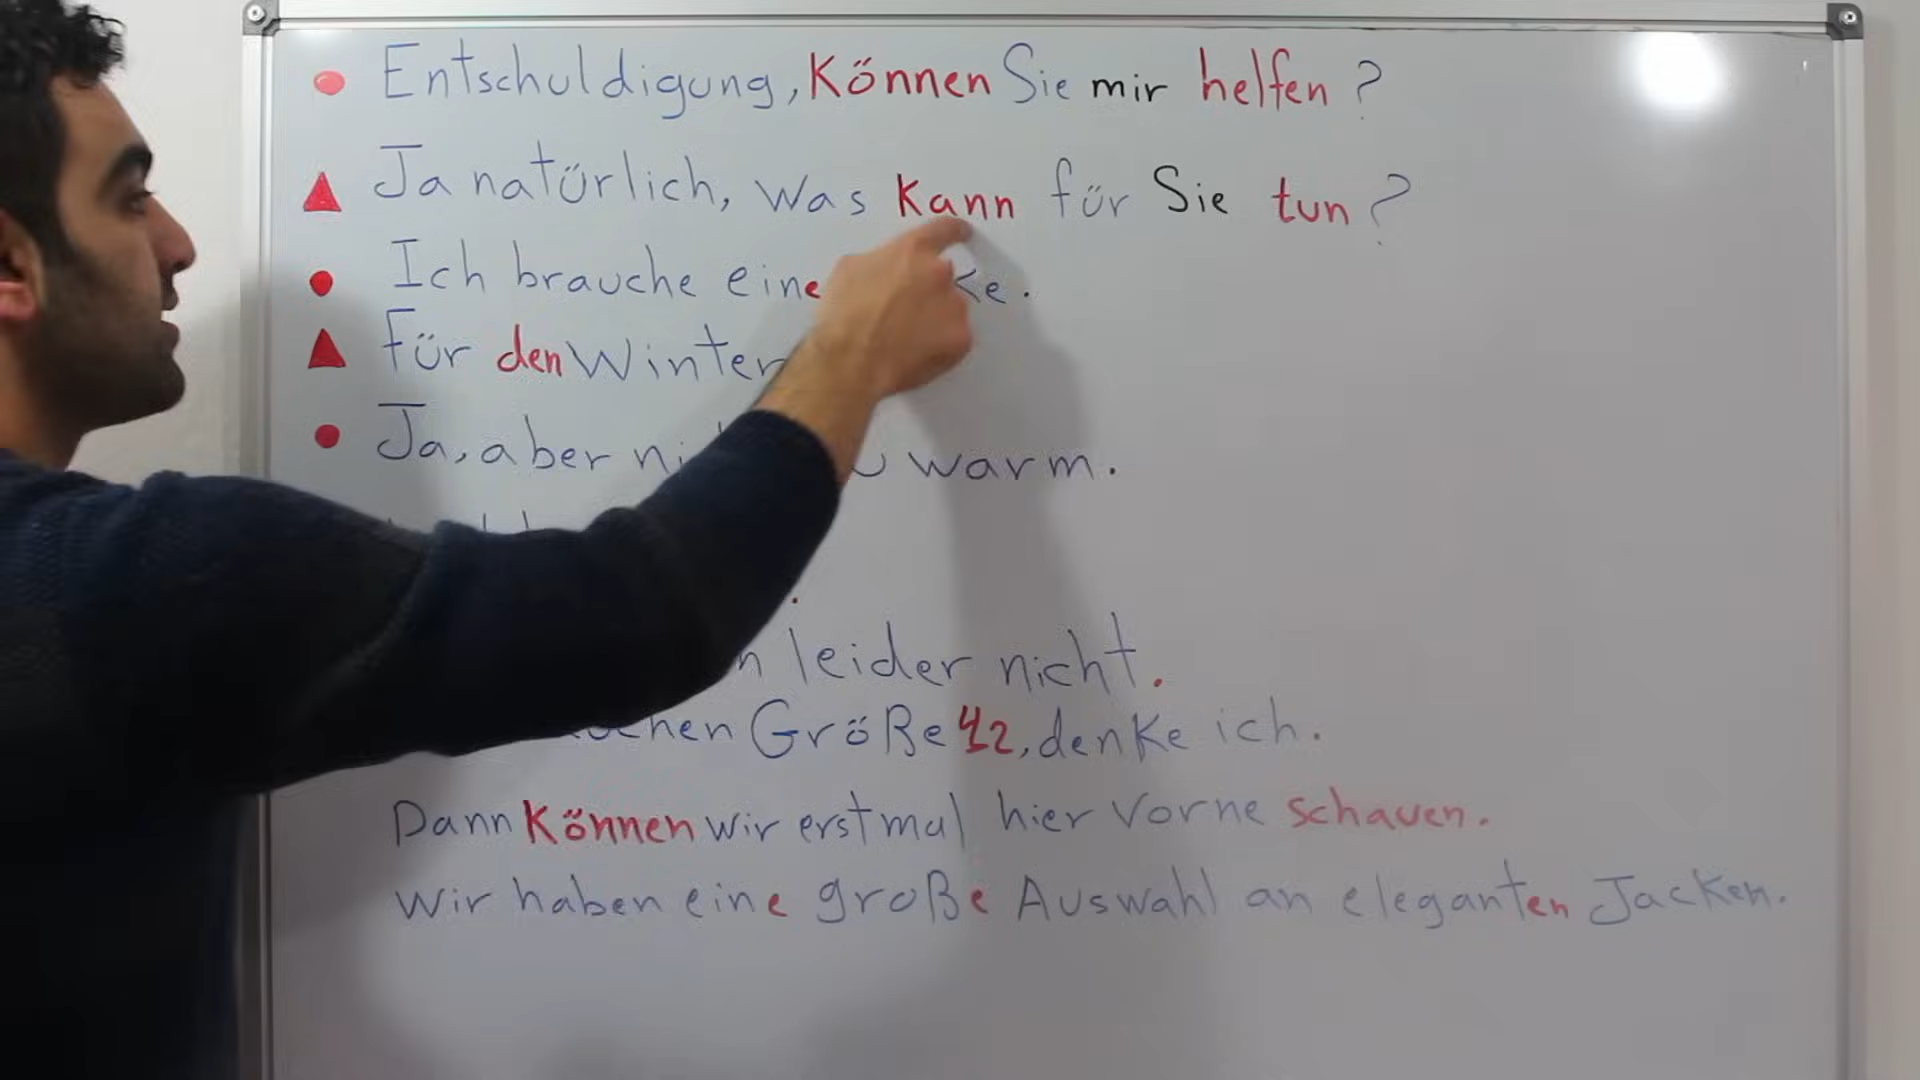 Entschuldigung, Können Sie mir helfen ?
Ja natürlich, was Kann für Sie tun ?
Ich brauche eine
für den Winter
Ja, aber warm.
leider nicht.
Größe 42, denke ich.
Dann Können wir erstmal hier vorne schauen.
Wir haben eine große Auswahl an eleganten Jacken.